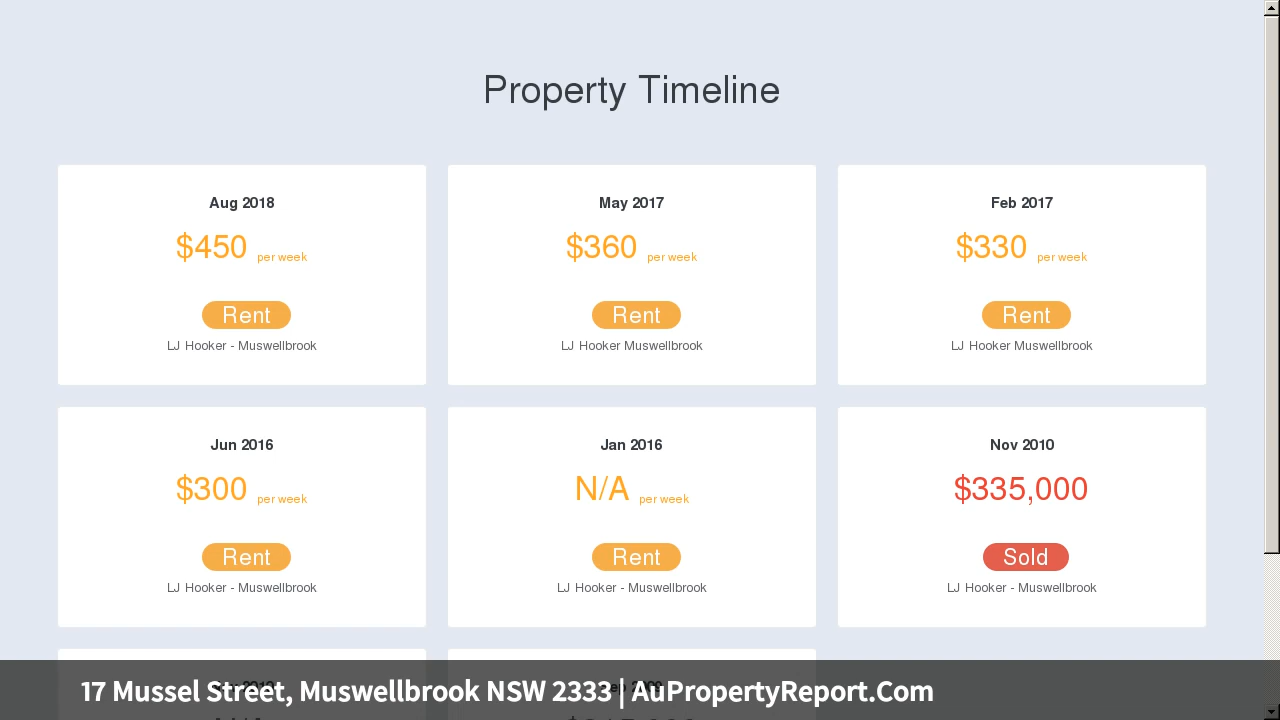 Property Timeline
Aug 2018
$450 per week
Rent
LJ Hooker - Muswellbrook
May 2017
$360 per week
Rent
LJ Hooker Muswellbrook
Feb 2017
$330 per week
Rent
LJ Hooker Muswellbrook
Jun 2016
$300 per week
Rent
LJ Hooker - Muswellbrook
Jan 2016
N/A per week
Rent
LJ Hooker - Muswellbrook
Nov 2010
$335,000
Sold
LJ Hooker - Muswellbrook
17 Mussel Street, Muswellbrook NSW 2333 | AuPropertyReport.Com